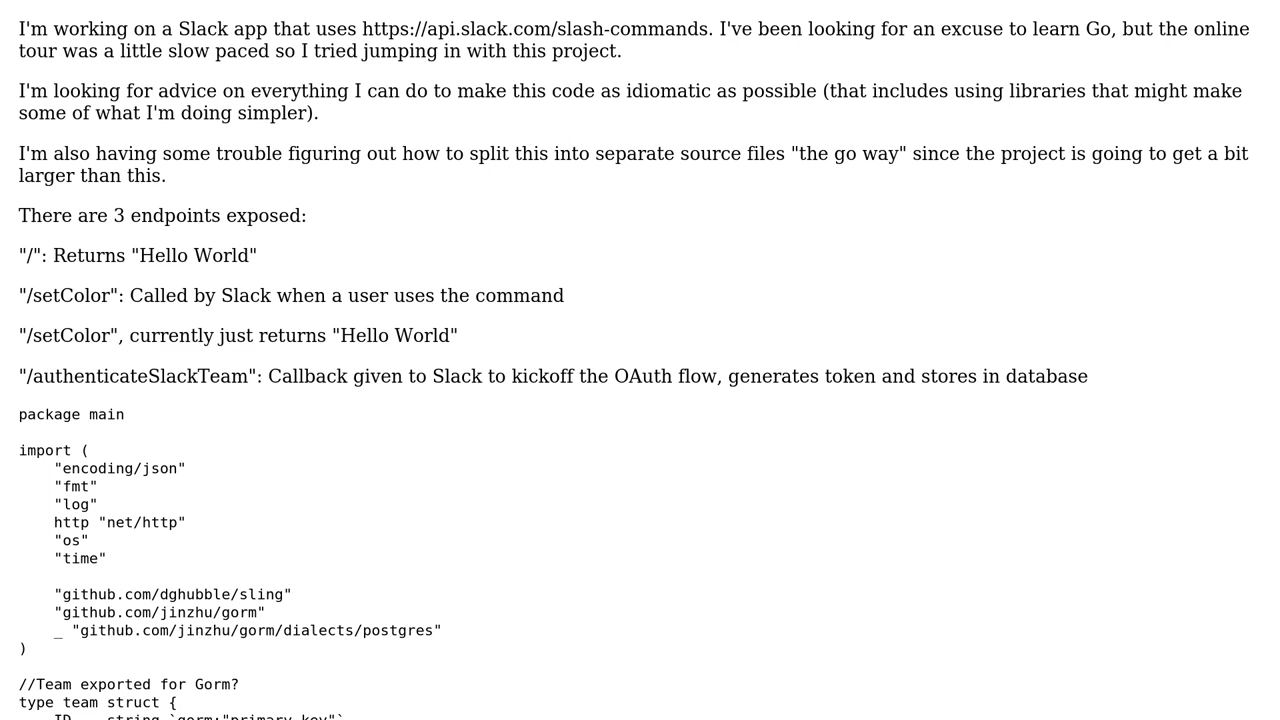 I'm working on a Slack app that uses https://api.slack.com/slash-commands. I've been looking for an excuse to learn Go, but the online
tour was a little slow paced so I tried jumping in with this project.
I'm looking for advice on everything I can do to make this code as idiomatic as possible (that includes using libraries that might make
some of what I'm doing simpler).
I'm also having some trouble figuring out how to split this into separate source files "the go way" since the project is going to get a bit
larger than this.
There are 3 endpoints exposed:
"/": Returns "Hello World"
"/setColor": Called by Slack when a user uses the command
"/setColor", currently just returns "Hello World"
"/authenticateSlackTeam": Callback given to Slack to kickoff the OAuth flow, generates token and stores in database
package main
import (
"encoding/json"
"fmt"
"log"
http "net/http"
"os"
"time"
"github.com/dghubble/sling"
"github.com/jinzhu/gorm"
_ "github.com/jinzhu/gorm/dialects/postgres"
)
//Team exported for Gorm?
type team struct {
ID    string `gorm:"primary_key"`